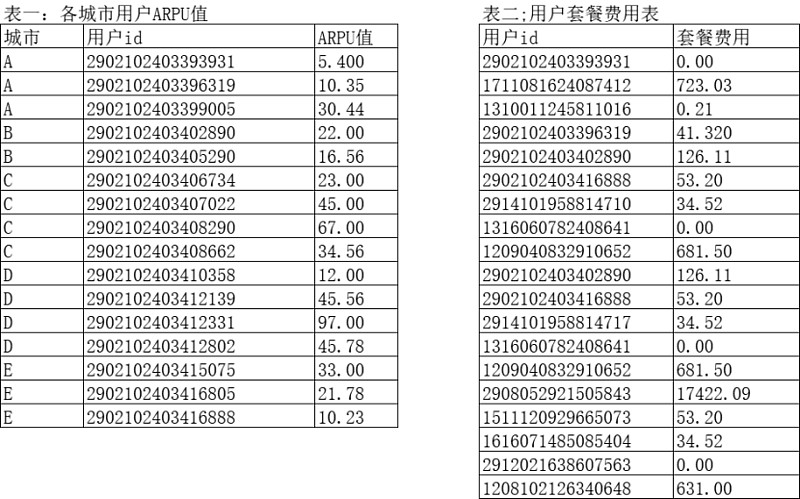 表一：各城市用户ARPU值
城市 用户id ARPU值
A 2902102403393931 5.400
A 2902102403396319 10.35
A 2902102403399005 30.44
B 2902102403402890 22.00
B 2902102403405290 16.56
C 2902102403406734 23.00
C 2902102403407022 45.00
C 2902102403408290 67.00
C 2902102403408662 34.56
D 2902102403410358 12.00
D 2902102403412139 45.56
D 2902102403412331 97.00
D 2902102403412802 45.78
E 2902102403415075 33.00
E 2902102403416805 21.78
E 2902102403416888 10.23
表二;用户套餐费用表
用户id 套餐费用
2902102403393931 0.00
1711081624087412 723.03
1310011245811016 0.21
2902102403396319 41.320
2902102403402890 126.11
2902102403416888 53.20
2914101958814710 34.52
1316060782408641 0.00
1209040832910652 681.50
2902102403402890 126.11
2902102403416888 53.20
2914101958814717 34.52
1316060782408641 0.00
1209040832910652 681.50
2908052921505843 17422.09
1511120929665073 53.20
1616071485085404 34.52
2912021638607563 0.00
1208102126340648 631.00